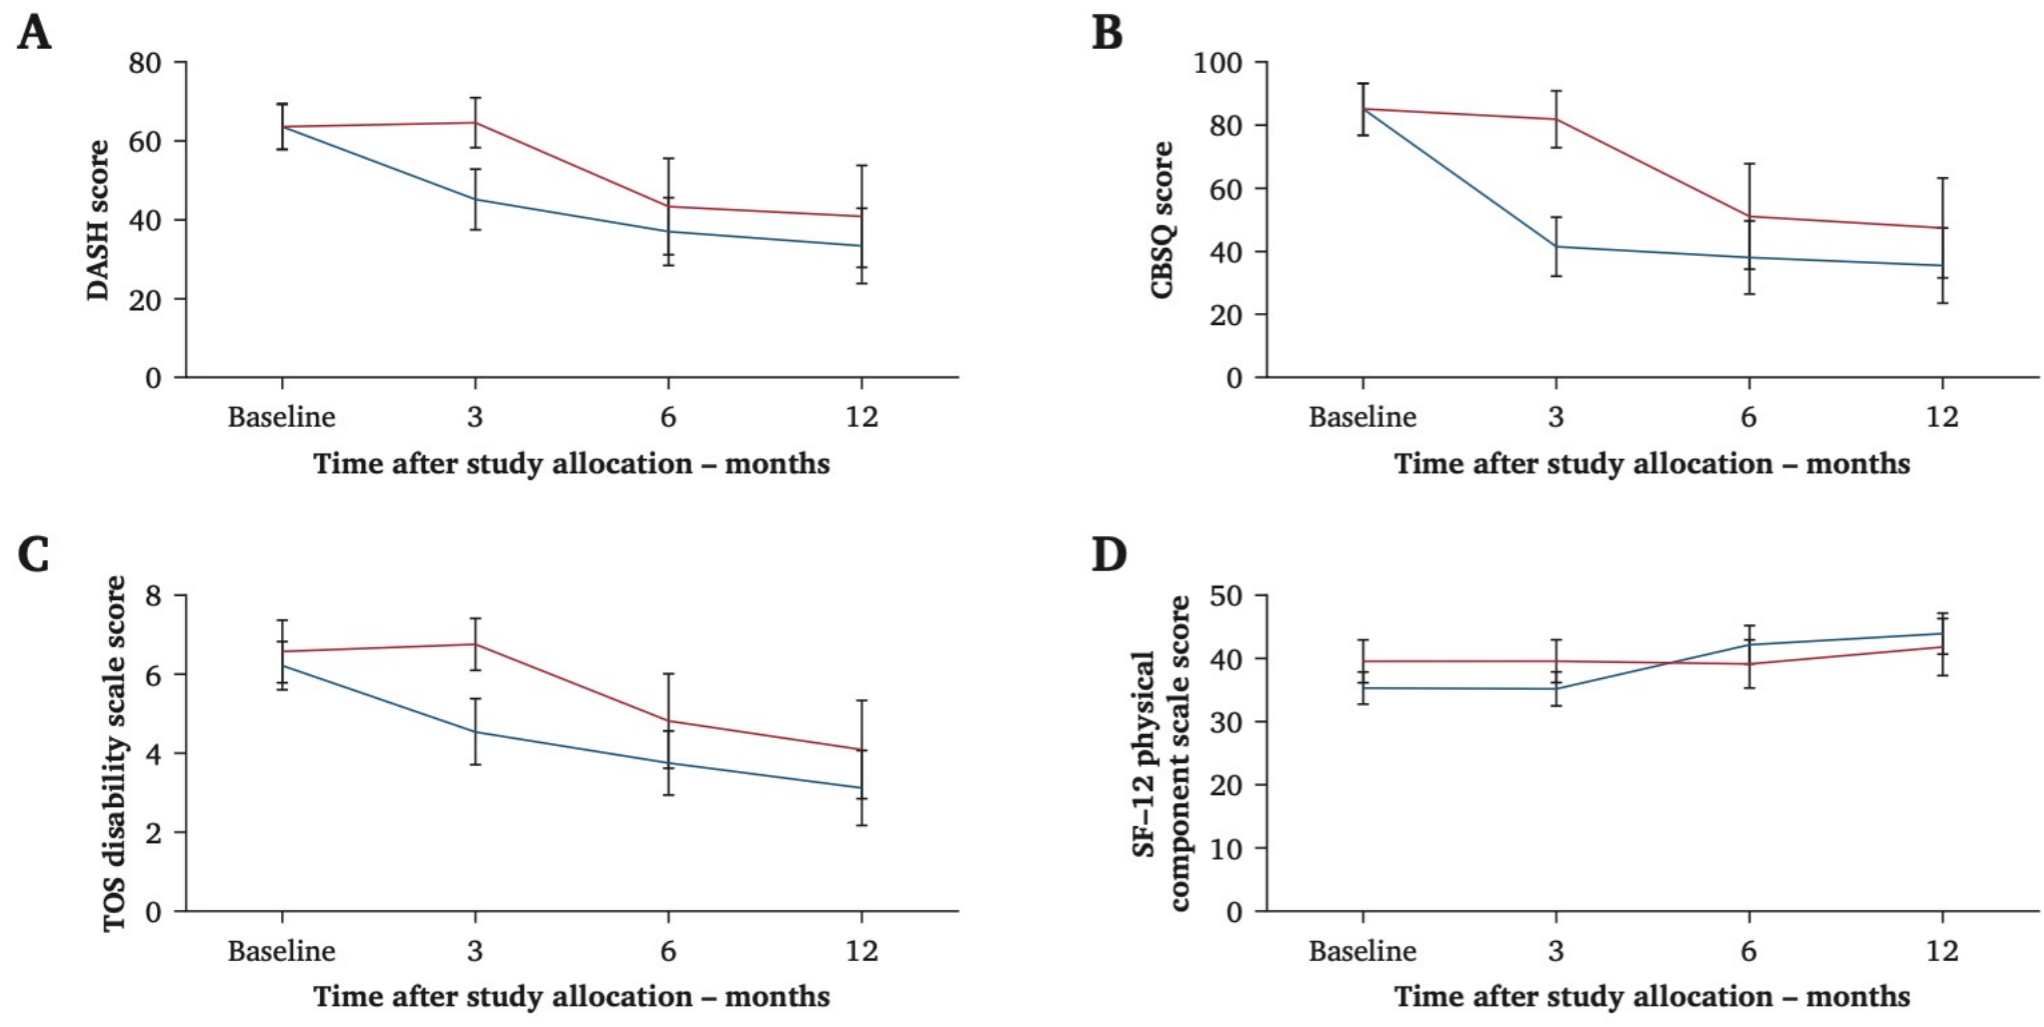 A
DASH score
80
60
40
20
0
Baseline 3 6 12
Time after study allocation – months
B
CBSQ score
100
80
60
40
20
0
Baseline 3 6 12
Time after study allocation – months
C
TOS disability scale score
8
6
4
2
0
Baseline 3 6 12
Time after study allocation – months
D
SF–12 physical
component scale score
50
40
30
20
10
0
Baseline 3 6 12
Time after study allocation – months